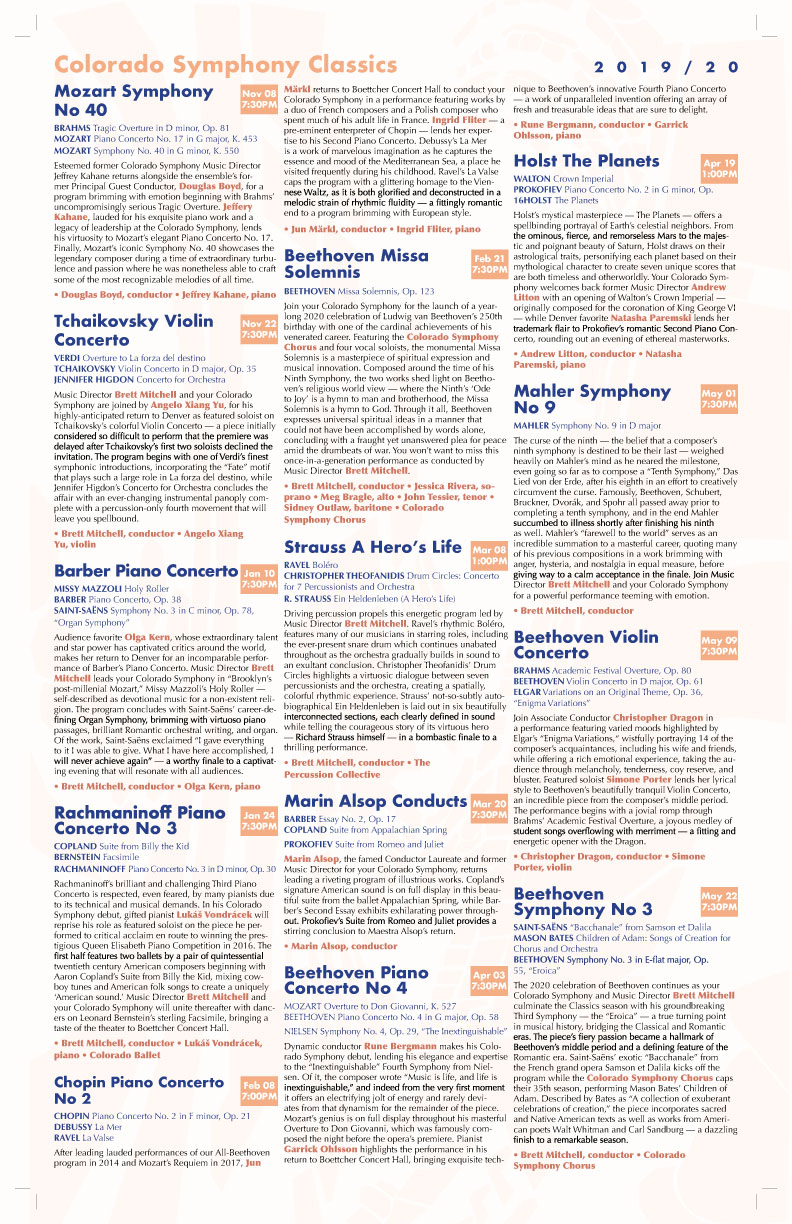 Colorado Symphony Classics
2019/20
Mozart Symphony
No 40
Nov 08
7:30PM
BRAHMS Tragic Overture in D minor, Op. 81
MOZART Piano Concerto No. 17 in G major, K. 453
MOZART Symphony No. 40 in G minor, K. 550
Esteemed former Colorado Symphony Music Director
Jeffrey Kahane returns alongside the ensemble's for-
mer Principal Guest Conductor, Douglas Boyd, for a
program brimming with emotion beginning with Brahms'
uncompromisingly serious Tragic Overture. Jeffery
Kahane, lauded for his exquisite piano work and a
legacy of leadership at the Colorado Symphony, lends
his virtuosity to Mozart's elegant Piano Concerto No. 17.
Finally, Mozart's iconic Symphony No. 40 showcases the
legendary composer during a time of extraordinary turbu-
lence and passion where he was nonetheless able to craft
some of the most recognizable melodies of all time.
• Douglas Boyd, conductor • Jeffrey Kahane, piano
Tchaikovsky Violin
Concerto
Nov 22
7:30PM
VERDI Overture to La forza del destino
TCHAIKOVSKY Violin Concerto in D major, Op. 35
JENNIFER HIGDON Concerto for Orchestra
Music Director Brett Mitchell and your Colorado
Symphony are joined by Angelo Xiang Yu, for his
highly-anticipated return to Denver as featured soloist on
Tchaikovsky's colorful Violin Concerto — a piece initially
considered so difficult to perform that the premiere was
delayed after Tchaikovsky's first two soloists declined the
invitation. The program begins with one of Verdi's finest
symphonic introductions, incorporating the "Fate" motif
that plays such a large role in La forza del destino, while
Jennifer Higdon's Concerto for Orchestra concludes the
affair with an ever-changing instrumental panoply com-
plete with a percussion-only fourth movement that will
leave you spellbound.
• Brett Mitchell, conductor • Angelo Xiang
Yu, violin
Barber Piano Concerto
Jan 10
7:30PM
MISSY MAZZOLI Holy Roller
BARBER Piano Concerto, Op. 38
SAINT-SAËNS Symphony No. 3 in C minor, Op. 78,
"Organ Symphony"
Audience favorite Olga Kern, whose extraordinary talent
and star power has captivated critics around the world,
makes her return to Denver for an incomparable perfor-
mance of Barber's Piano Concerto. Music Director Brett
Mitchell leads your Colorado Symphony in "Brooklyn's
post-millenial Mozart," Missy Mazzoli's Holy Roller —
self-described as devotional music for a non-existent reli-
gion. The program concludes with Saint-Saëns' career-de-
fining Organ Symphony, brimming with virtuoso piano
passages, brilliant Romantic orchestral writing, and organ.
Of the work, Saint-Saëns exclaimed "I gave everything
to it I was able to give. What I have here accomplished, I
will never achieve again" — a worthy finale to a captivat-
ing evening that will resonate with all audiences.
• Brett Mitchell, conductor • Olga Kern, piano
Rachmaninoff Piano
Concerto No 3
Jan 24
7:30PM
COPLAND Suite from Billy the Kid
BERNSTEIN Facsimile
RACHMANINOFF Piano Concerto No. 3 in D minor, Op. 30
Rachmaninoff's brilliant and challenging Third Piano
Concerto is respected, even feared, by many pianists due
to its technical and musical demands. In his Colorado
Symphony debut, gifted pianist Lukáš Vondrácek will
reprise his role as featured soloist on the piece he per-
formed to critical acclaim en route to winning the pres-
tigious Queen Elisabeth Piano Competition in 2016. The
first half features two ballets by a pair of quintessential
twentieth century American composers beginning with
Aaron Copland's Suite from Billy the Kid, mixing cow-
boy tunes and American folk songs to create a uniquely
'American sound.' Music Director Brett Mitchell and
your Colorado Symphony will unite thereafter with danc-
ers on Leonard Bernstein's sterling Facsimile, bringing a
taste of the theater to Boettcher Concert Hall.
• Brett Mitchell, conductor • Lukáš Vondrácek,
piano • Colorado Ballet
Chopin Piano Concerto
No 2
Feb 08
7:00PM
CHOPIN Piano Concerto No. 2 in F minor, Op. 21
DEBUSSY La Mer
RAVEL La Valse
After leading lauded performances of our All-Beethoven
program in 2014 and Mozart's Requiem in 2017, Jun
Märkl returns to Boettcher Concert Hall to conduct your
Colorado Symphony in a performance featuring works by
a duo of French composers and a Polish composer who
spent much of his adult life in France. Ingrid Fliter — a
pre-eminent enterpreter of Chopin — lends her exper-
tise to his Second Piano Concerto. Debussy's La Mer
is a work of marvelous imagination as he captures the
essence and mood of the Mediterranean Sea, a place he
visited frequently during his childhood. Ravel's La Valse
caps the program with a glittering homage to the Vien-
nese Waltz, as it is both glorified and deconstructed in a
melodic strain of rhythmic fluidity — a fittingly romantic
end to a program brimming with European style.
• Jun Märkl, conductor • Ingrid Fliter, piano
Beethoven Missa
Solemnis
Feb 21
7:30PM
BEETHOVEN Missa Solemnis, Op. 123
Join your Colorado Symphony for the launch of a year-
long 2020 celebration of Ludwig van Beethoven's 250th
birthday with one of the cardinal achievements of his
venerated career. Featuring the Colorado Symphony
Chorus and four vocal soloists, the monumental Missa
Solemnis is a masterpiece of spiritual expression and
musical innovation. Composed around the time of his
Ninth Symphony, the two works shed light on Beetho-
ven's religious world view — where the Ninth's 'Ode
to Joy' is a hymn to man and brotherhood, the Missa
Solemnis is a hymn to God. Through it all, Beethoven
expresses universal spiritual ideas in a manner that
could not have been accomplished by words alone,
concluding with a fraught yet unanswered plea for peace
amid the drumbeats of war. You won't want to miss this
once-in-a-generation performance as conducted by
Music Director Brett Mitchell.
• Brett Mitchell, conductor • Jessica Rivera, so-
prano • Meg Bragle, alto • John Tessier, tenor •
Sidney Outlaw, baritone • Colorado
Symphony Chorus
Strauss A Hero's Life
Mar 08
1:00PM
RAVEL Boléro
CHRISTOPHER THEOFANIDIS Drum Circles: Concerto
for 7 Percussionists and Orchestra
R. STRAUSS Ein Heldenleben (A Hero's Life)
Driving percussion propels this energetic program led by
Music Director Brett Mitchell. Ravel's rhythmic Boléro,
features many of our musicians in starring roles, including
the ever-present snare drum which continues unabated
throughout as the orchestra gradually builds in sound to
an exultant conclusion. Christopher Theofanidis' Drum
Circles highlights a virtuosic dialogue between seven
percussionists and the orchestra, creating a spatially,
colorful rhythmic experience. Strauss' not-so-subtly auto-
biographical Ein Heldenleben is laid out in six beautifully
interconnected sections, each clearly defined in sound
while telling the courageous story of its virtuous hero
— Richard Strauss himself — in a bombastic finale to a
thrilling performance.
• Brett Mitchell, conductor • The
Percussion Collective
Marin Alsop Conducts
Mar 20
7:30PM
BARBER Essay No. 2, Op. 17
COPLAND Suite from Appalachian Spring
PROKOFIEV Suite from Romeo and Juliet
Marin Alsop, the famed Conductor Laureate and former
Music Director for your Colorado Symphony, returns
leading a riveting program of illustrious works. Copland's
signature American sound is on full display in this beau-
tiful suite from the ballet Appalachian Spring, while Bar-
ber's Second Essay exhibits exhilarating power through-
out. Prokofiev's Suite from Romeo and Juliet provides a
stirring conclusion to Maestra Alsop's return.
• Marin Alsop, conductor
Beethoven Piano
Concerto No 4
Apr 03
7:30PM
MOZART Overture to Don Giovanni, K. 527
BEETHOVEN Piano Concerto No. 4 in G major, Op. 58
NIELSEN Symphony No. 4, Op. 29, "The Inextinguishable"
Dynamic conductor Rune Bergmann makes his Colo-
rado Symphony debut, lending his elegance and expertise
to the "Inextinguishable" Fourth Symphony from Niel-
sen. Of it, the composer wrote "Music is life, and life is
inextinguishable," and indeed from the very first moment
it offers an electrifying jolt of energy and rarely devi-
ates from that dynamism for the remainder of the piece.
Mozart's genius is on full display throughout his masterful
Overture to Don Giovanni, which was famously com-
posed the night before the opera's premiere. Pianist
Garrick Ohlsson highlights the performance in his
return to Boettcher Concert Hall, bringing exquisite tech-
nique to Beethoven's innovative Fourth Piano Concerto
— a work of unparalleled invention offering an array of
fresh and treasurable ideas that are sure to delight.
• Rune Bergmann, conductor • Garrick
Ohlsson, piano
Holst The Planets
Apr 19
1:00PM
WALTON Crown Imperial
PROKOFIEV Piano Concerto No. 2 in G minor, Op.
16HOLST The Planets
Holst's mystical masterpiece — The Planets — offers a
spellbinding portrayal of Earth's celestial neighbors. From
the ominous, fierce, and remorseless Mars to the majes-
tic and poignant beauty of Saturn, Holst draws on their
astrological traits, personifying each planet based on their
mythological character to create seven unique scores that
are both timeless and otherworldly. Your Colorado Sym-
phony welcomes back former Music Director Andrew
Litton with an opening of Walton's Crown Imperial —
originally composed for the coronation of King George VI
— while Denver favorite Natasha Paremski lends her
trademark flair to Prokofiev's romantic Second Piano Con-
certo, rounding out an evening of ethereal masterworks.
• Andrew Litton, conductor • Natasha
Paremski, piano
Mahler Symphony
No 9
May 01
7:30PM
MAHLER Symphony No. 9 in D major
The curse of the ninth — the belief that a composer's
ninth symphony is destined to be their last — weighed
heavily on Mahler's mind as he neared the milestone,
even going so far as to compose a "Tenth Symphony," Das
Lied von der Erde, after his eighth in an effort to creatively
circumvent the curse. Famously, Beethoven, Schubert,
Bruckner, Dvorák, and Spohr all passed away prior to
completing a tenth symphony, and in the end Mahler
succumbed to illness shortly after finishing his ninth
as well. Mahler's "farewell to the world" serves as an
incredible summation to a masterful career, quoting many
of his previous compositions in a work brimming with
anger, hysteria, and nostalgia in equal measure, before
giving way to a calm acceptance in the finale. Join Music
Director Brett Mitchell and your Colorado Symphony
for a powerful performance teeming with emotion.
• Brett Mitchell, conductor
Beethoven Violin
Concerto
May 09
7:30PM
BRAHMS Academic Festival Overture, Op. 80
BEETHOVEN Violin Concerto in D major, Op. 61
ELGAR Variations on an Original Theme, Op. 36,
"Enigma Variations"
Join Associate Conductor Christopher Dragon in
a performance featuring varied moods highlighted by
Elgar's "Enigma Variations," wistfully portraying 14 of the
composer's acquaintances, including his wife and friends,
while offering a rich emotional experience, taking the au-
dience through melancholy, tenderness, coy reserve, and
bluster. Featured soloist Simone Porter lends her lyrical
style to Beethoven's beautifully tranquil Violin Concerto,
an incredible piece from the composer's middle period.
The performance begins with a jovial romp through
Brahms' Academic Festival Overture, a joyous medley of
student songs overflowing with merriment — a fitting and
energetic opener with the Dragon.
• Christopher Dragon, conductor • Simone
Porter, violin
Beethoven
Symphony No 3
May 22
7:30PM
SAINT-SAËNS "Bacchanale" from Samson et Dalila
MASON BATES Children of Adam: Songs of Creation for
Chorus and Orchestra
BEETHOVEN Symphony No. 3 in E-flat major, Op.
55, "Eroica"
The 2020 celebration of Beethoven continues as your
Colorado Symphony and Music Director Brett Mitchell
culminate the Classics season with his groundbreaking
Third Symphony — the "Eroica" — a true turning point
in musical history, bridging the Classical and Romantic
eras. The piece's fiery passion became a hallmark of
Beethoven's middle period and a defining feature of the
Romantic era. Saint-Saëns' exotic "Bacchanale" from
the French grand opera Samson et Dalila kicks off the
program while the Colorado Symphony Chorus caps
their 35th season, performing Mason Bates' Children of
Adam. Described by Bates as "A collection of exuberant
celebrations of creation," the piece incorporates sacred
and Native American texts as well as works from Ameri-
can poets Walt Whitman and Carl Sandburg — a dazzling
finish to a remarkable season.
• Brett Mitchell, conductor • Colorado
Symphony Chorus